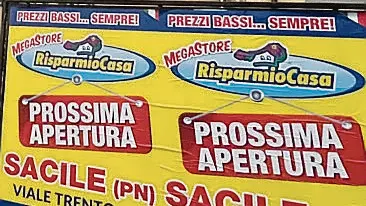 PREZZI BASSI... SEMPRE!
MEGASTORE
RisparmioCasa
PROSSIMA
APERTURA
SACILE (PN)
VIALE TRENTO
PREZZI BASSI... SEMPRE!
MEGASTORE
RisparmioCasa
PROSSIMA
APERTURA
SACILE